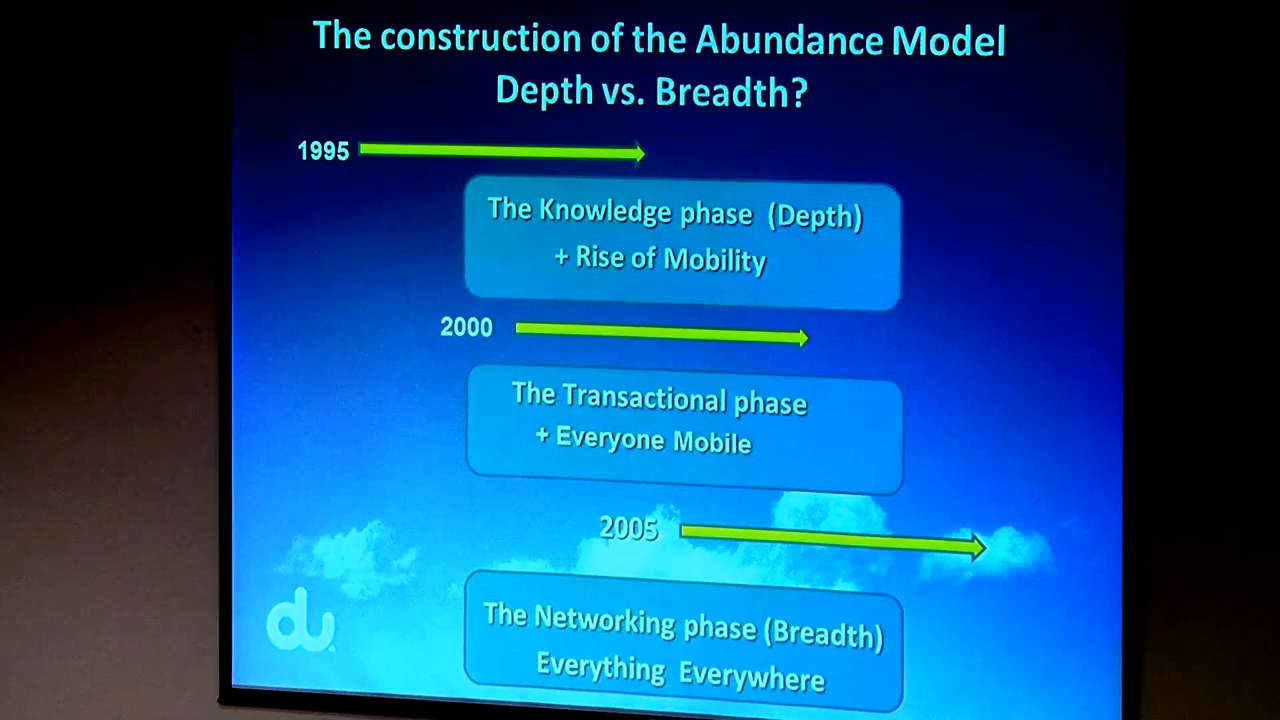 The construction of the Abundance Model
Depth vs. Breadth?
1995
The Knowledge phase (Depth)
+ Rise of Mobility
2000
The Transactional phase
+ Everyone Mobile
2005
The Networking phase (Breadth)
Everything Everywhere
du